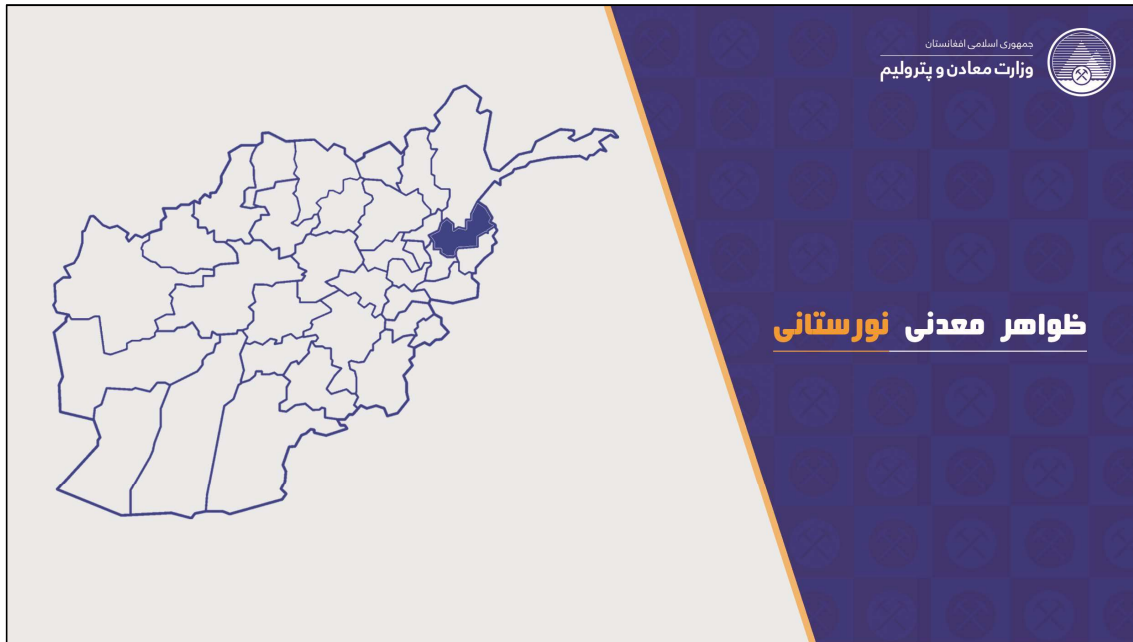 جمهوری اسلامی افغانستان
وزارت معادن و پترولیم
ظواهر معدنی نورستانی